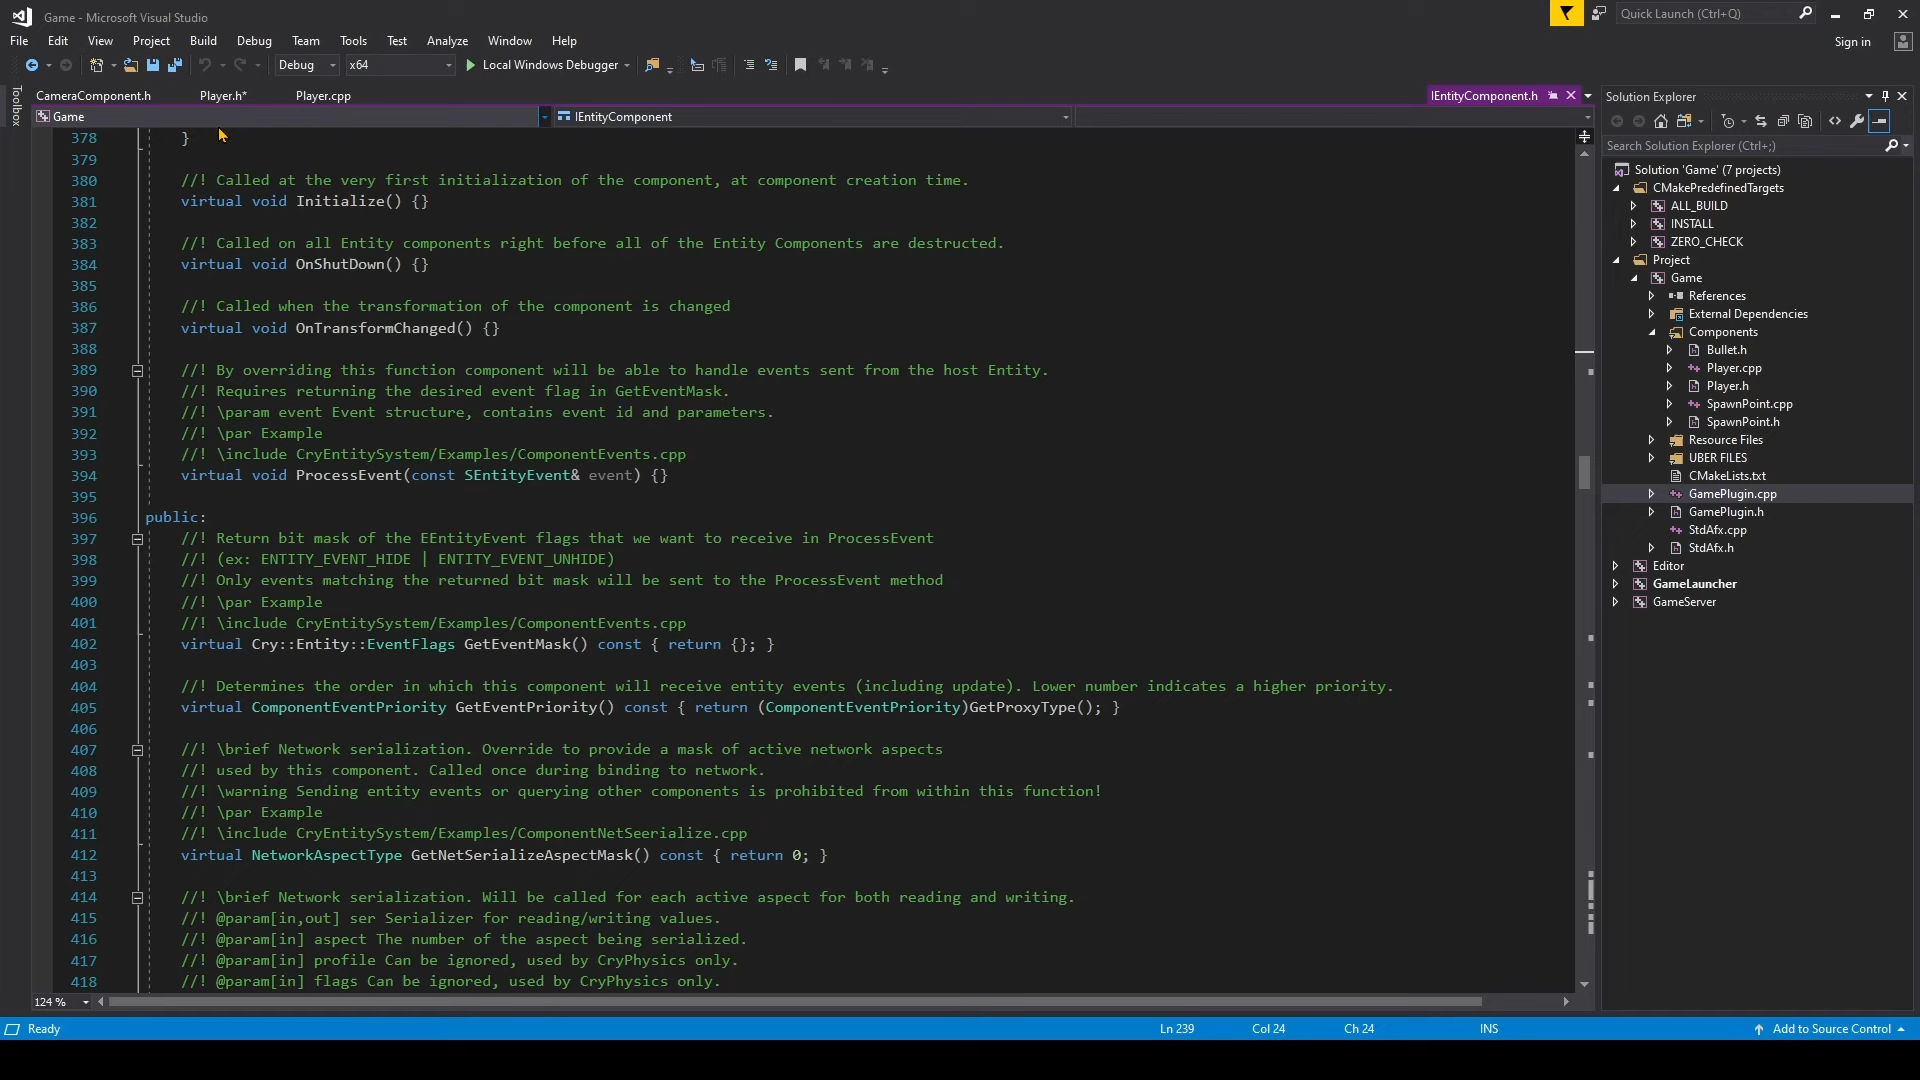 Game - Microsoft Visual Studio
Quick Launch (Ctrl+Q)
File Edit View Project Build Debug Team Tools Test Analyze Window Help
Sign in
Debug x64 Local Windows Debugger
Toolbox
CameraComponent.h Player.h* Player.cpp IEntityComponent.h
Game IEntityComponent
378 }
379
380 //! Called at the very first initialization of the component, at component creation time.
381 virtual void Initialize() {}
382
383 //! Called on all Entity components right before all of the Entity Components are destructed.
384 virtual void OnShutDown() {}
385
386 //! Called when the transformation of the component is changed
387 virtual void OnTransformChanged() {}
388
389 //! By overriding this function component will be able to handle events sent from the host Entity.
390 //! Requires returning the desired event flag in GetEventMask.
391 //! \param event Event structure, contains event id and parameters.
392 //! \par Example
393 //! \include CryEntitySystem/Examples/ComponentEvents.cpp
394 virtual void ProcessEvent(const SEntityEvent& event) {}
395
396 public:
397 //! Return bit mask of the EEntityEvent flags that we want to receive in ProcessEvent
398 //! (ex: ENTITY_EVENT_HIDE | ENTITY_EVENT_UNHIDE)
399 //! Only events matching the returned bit mask will be sent to the ProcessEvent method
400 //! \par Example
401 //! \include CryEntitySystem/Examples/ComponentEvents.cpp
402 virtual Cry::Entity::EventFlags GetEventMask() const { return {}; }
403
404 //! Determines the order in which this component will receive entity events (including update). Lower number indicates a higher priority.
405 virtual ComponentEventPriority GetEventPriority() const { return (ComponentEventPriority)GetProxyType(); }
406
407 //! \brief Network serialization. Override to provide a mask of active network aspects
408 //! used by this component. Called once during binding to network.
409 //! \warning Sending entity events or querying other components is prohibited from within this function!
410 //! \par Example
411 //! \include CryEntitySystem/Examples/ComponentNetSeerialize.cpp
412 virtual NetworkAspectType GetNetSerializeAspectMask() const { return 0; }
413
414 //! \brief Network serialization. Will be called for each active aspect for both reading and writing.
415 //! @param[in,out] ser Serializer for reading/writing values.
416 //! @param[in] aspect The number of the aspect being serialized.
417 //! @param[in] profile Can be ignored, used by CryPhysics only.
418 //! @param[in] flags Can be ignored, used by CryPhysics only.
124 %
Solution Explorer
Search Solution Explorer (Ctrl+;)
Solution 'Game' (7 projects)
CMakePredefinedTargets
ALL_BUILD
INSTALL
ZERO_CHECK
Project
Game
References
External Dependencies
Components
Bullet.h
Player.cpp
Player.h
SpawnPoint.cpp
SpawnPoint.h
Resource Files
UBER FILES
CMakeLists.txt
GamePlugin.cpp
GamePlugin.h
StdAfx.cpp
StdAfx.h
Editor
GameLauncher
GameServer
Ready Ln 239 Col 24 Ch 24 INS Add to Source Control